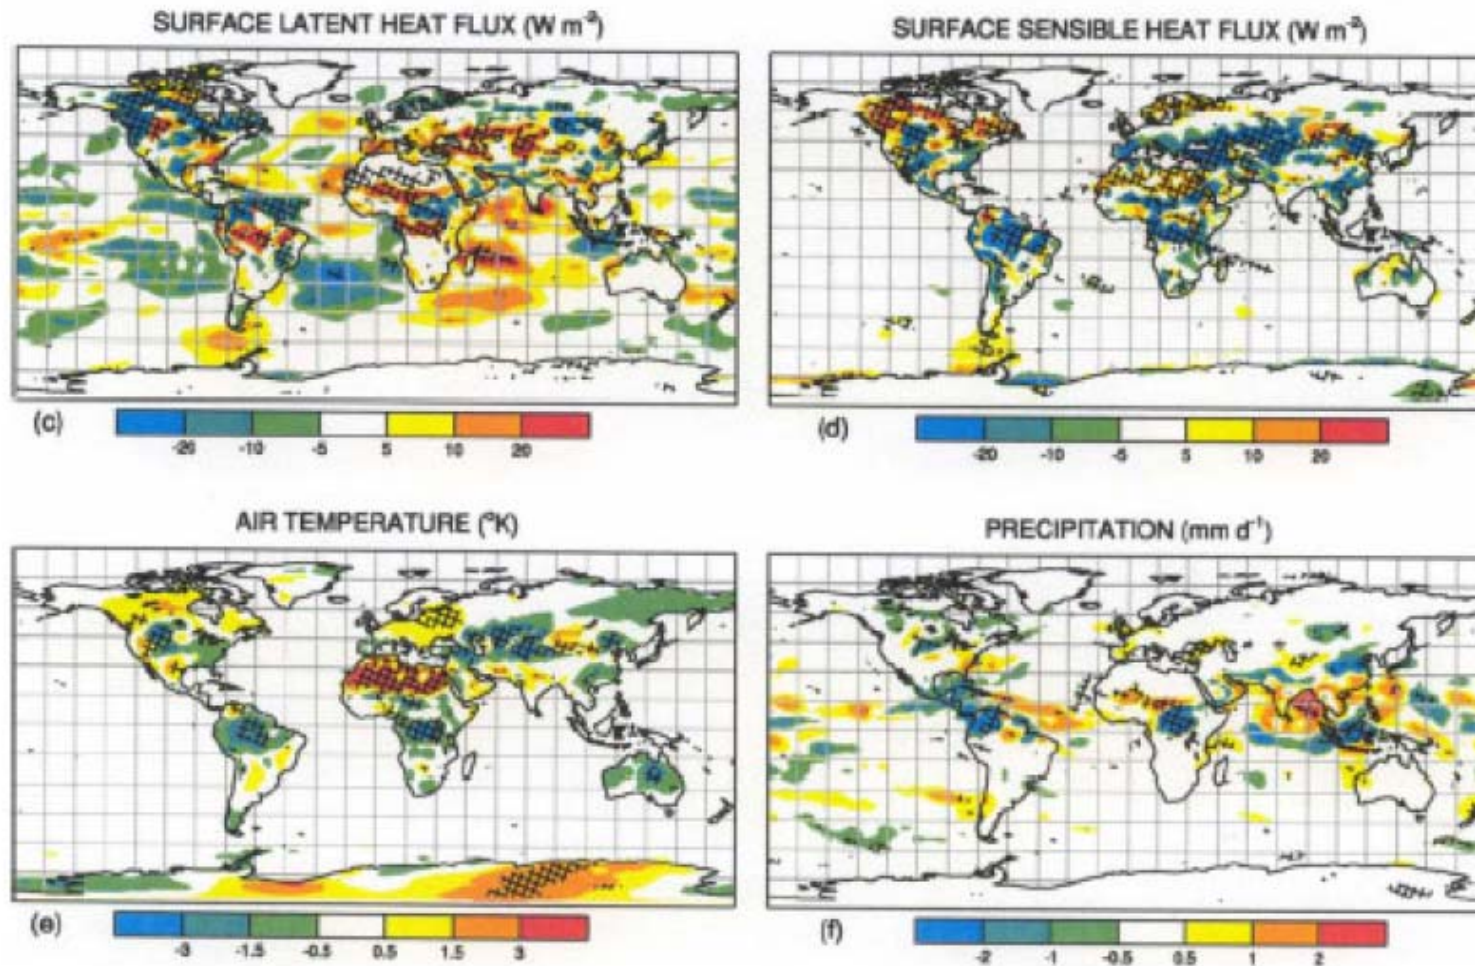 SURFACE LATENT HEAT FLUX (W m⁻²)
SURFACE SENSIBLE HEAT FLUX (W m⁻²)
(c)
-20 -10 -5 5 10 20
(d)
-20 -10 -5 5 10 20
AIR TEMPERATURE (°K)
PRECIPITATION (mm d⁻¹)
(e)
-3 -1.5 -0.5 0.5 1.5 3
(f)
-2 -1 -0.5 0.5 1 2